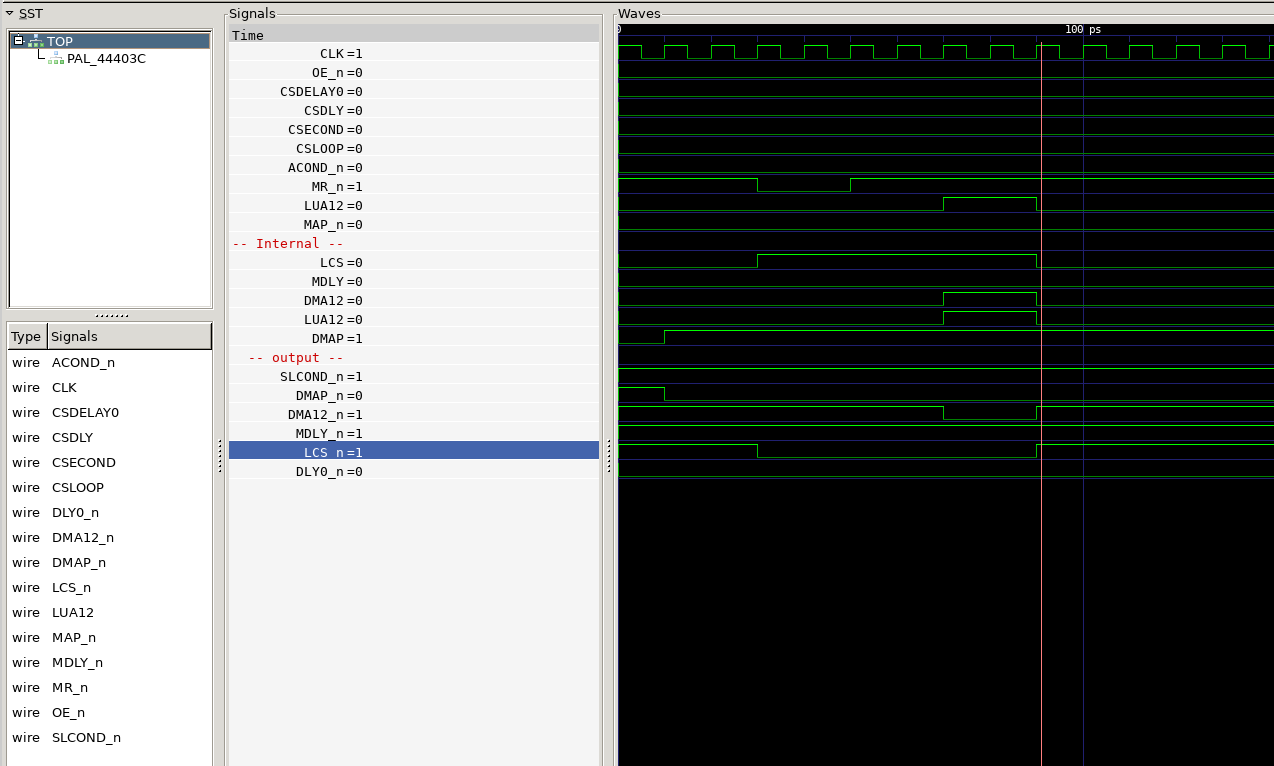 SST
TOP
PAL_44403C
Type Signals
wire ACOND_n
wire CLK
wire CSDELAY0
wire CSDLY
wire CSECOND
wire CSLOOP
wire DLY0_n
wire DMA12_n
wire DMAP_n
wire LCS_n
wire LUA12
wire MAP_n
wire MDLY_n
wire MR_n
wire OE_n
wire SLCOND_n
Signals
Time
CLK=1
OE_n=0
CSDELAY0=0
CSDLY=0
CSECOND=0
CSLOOP=0
ACOND_n=0
MR_n=1
LUA12=0
MAP_n=0
-- Internal --
LCS=0
MDLY=0
DMA12=0
LUA12=0
DMAP=1
-- output --
SLCOND_n=1
DMAP_n=0
DMA12_n=1
MDLY_n=1
LCS_n=1
DLY0_n=0
Waves
0 100 ps